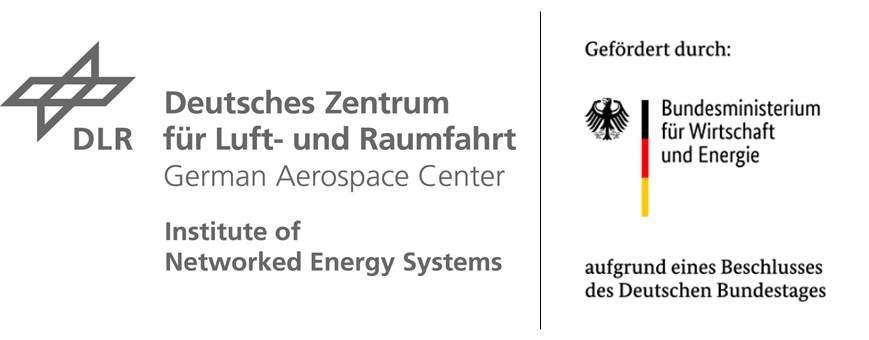 DLR
Deutsches Zentrum
für Luft- und Raumfahrt
German Aerospace Center
Institute of
Networked Energy Systems
Gefördert durch:
Bundesministerium
für Wirtschaft
und Energie
aufgrund eines Beschlusses
des Deutschen Bundestages